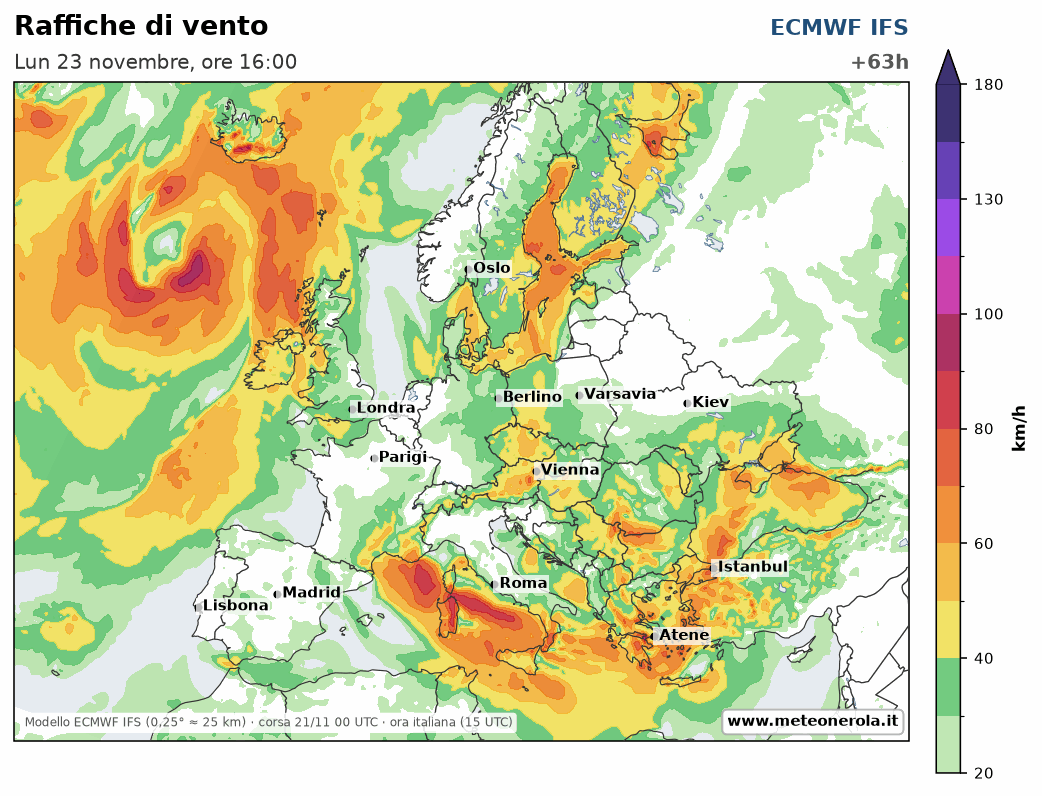 Raffiche di vento
ECMWF IFS
Lun 23 novembre, ore 16:00
+63h
180
130
100
80
60
40
20
km/h
Oslo
Londra
Berlino
Varsavia
Kiev
Parigi
Vienna
Istanbul
Roma
Madrid
Lisbona
Atene
Modello ECMWF IFS (0,25° ≈ 25 km) · corsa 21/11 00 UTC · ora italiana (15 UTC)
www.meteonerola.it